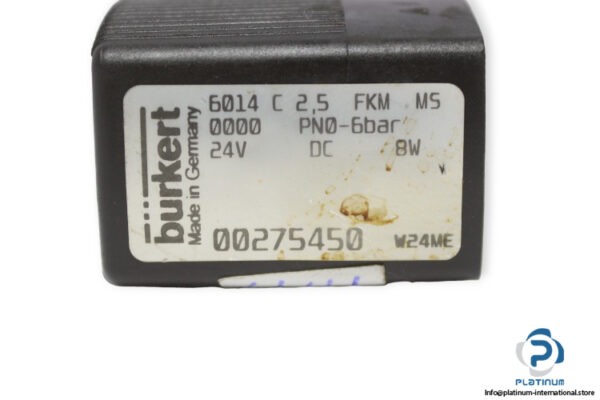 bürkert
Made in Germany
6014 C 2,5 FKM MS
0000 PN0-6bar
24V DC 8W
00275450 W24ME
PLATINUM
Info@platinum-international.store